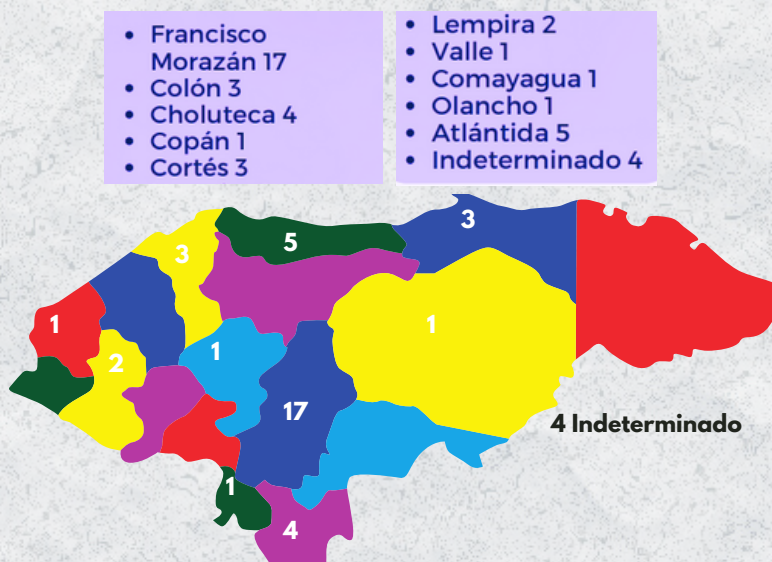 • Francisco
Morazán 17
• Colón 3
• Choluteca 4
• Copán 1
• Cortés 3
• Lempira 2
• Valle 1
• Comayagua 1
• Olancho 1
• Atlántida 5
• Indeterminado 4
3
5
3
1
1
1
2
17
4 Indeterminado
1
4